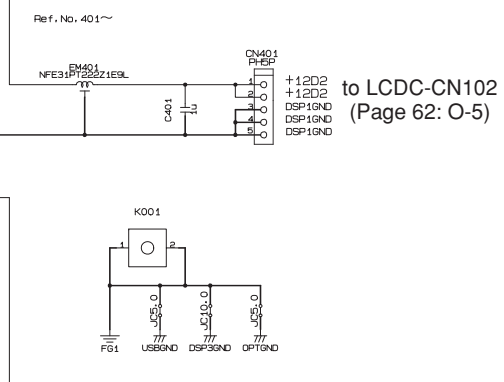 Ref.No.401～
CN401
PH5P
EM401
NFE31PT222Z1E9L
C401
1u
1
+12D2
2
+12D2
3
DSP1GND
4
DSP1GND
5
DSP1GND
to LCDC-CN102
(Page 62: O-5)
K001
1
2
JC5.0
JC10.0
JC5.0
FG1
USBGND
DSP3GND
OPTGND